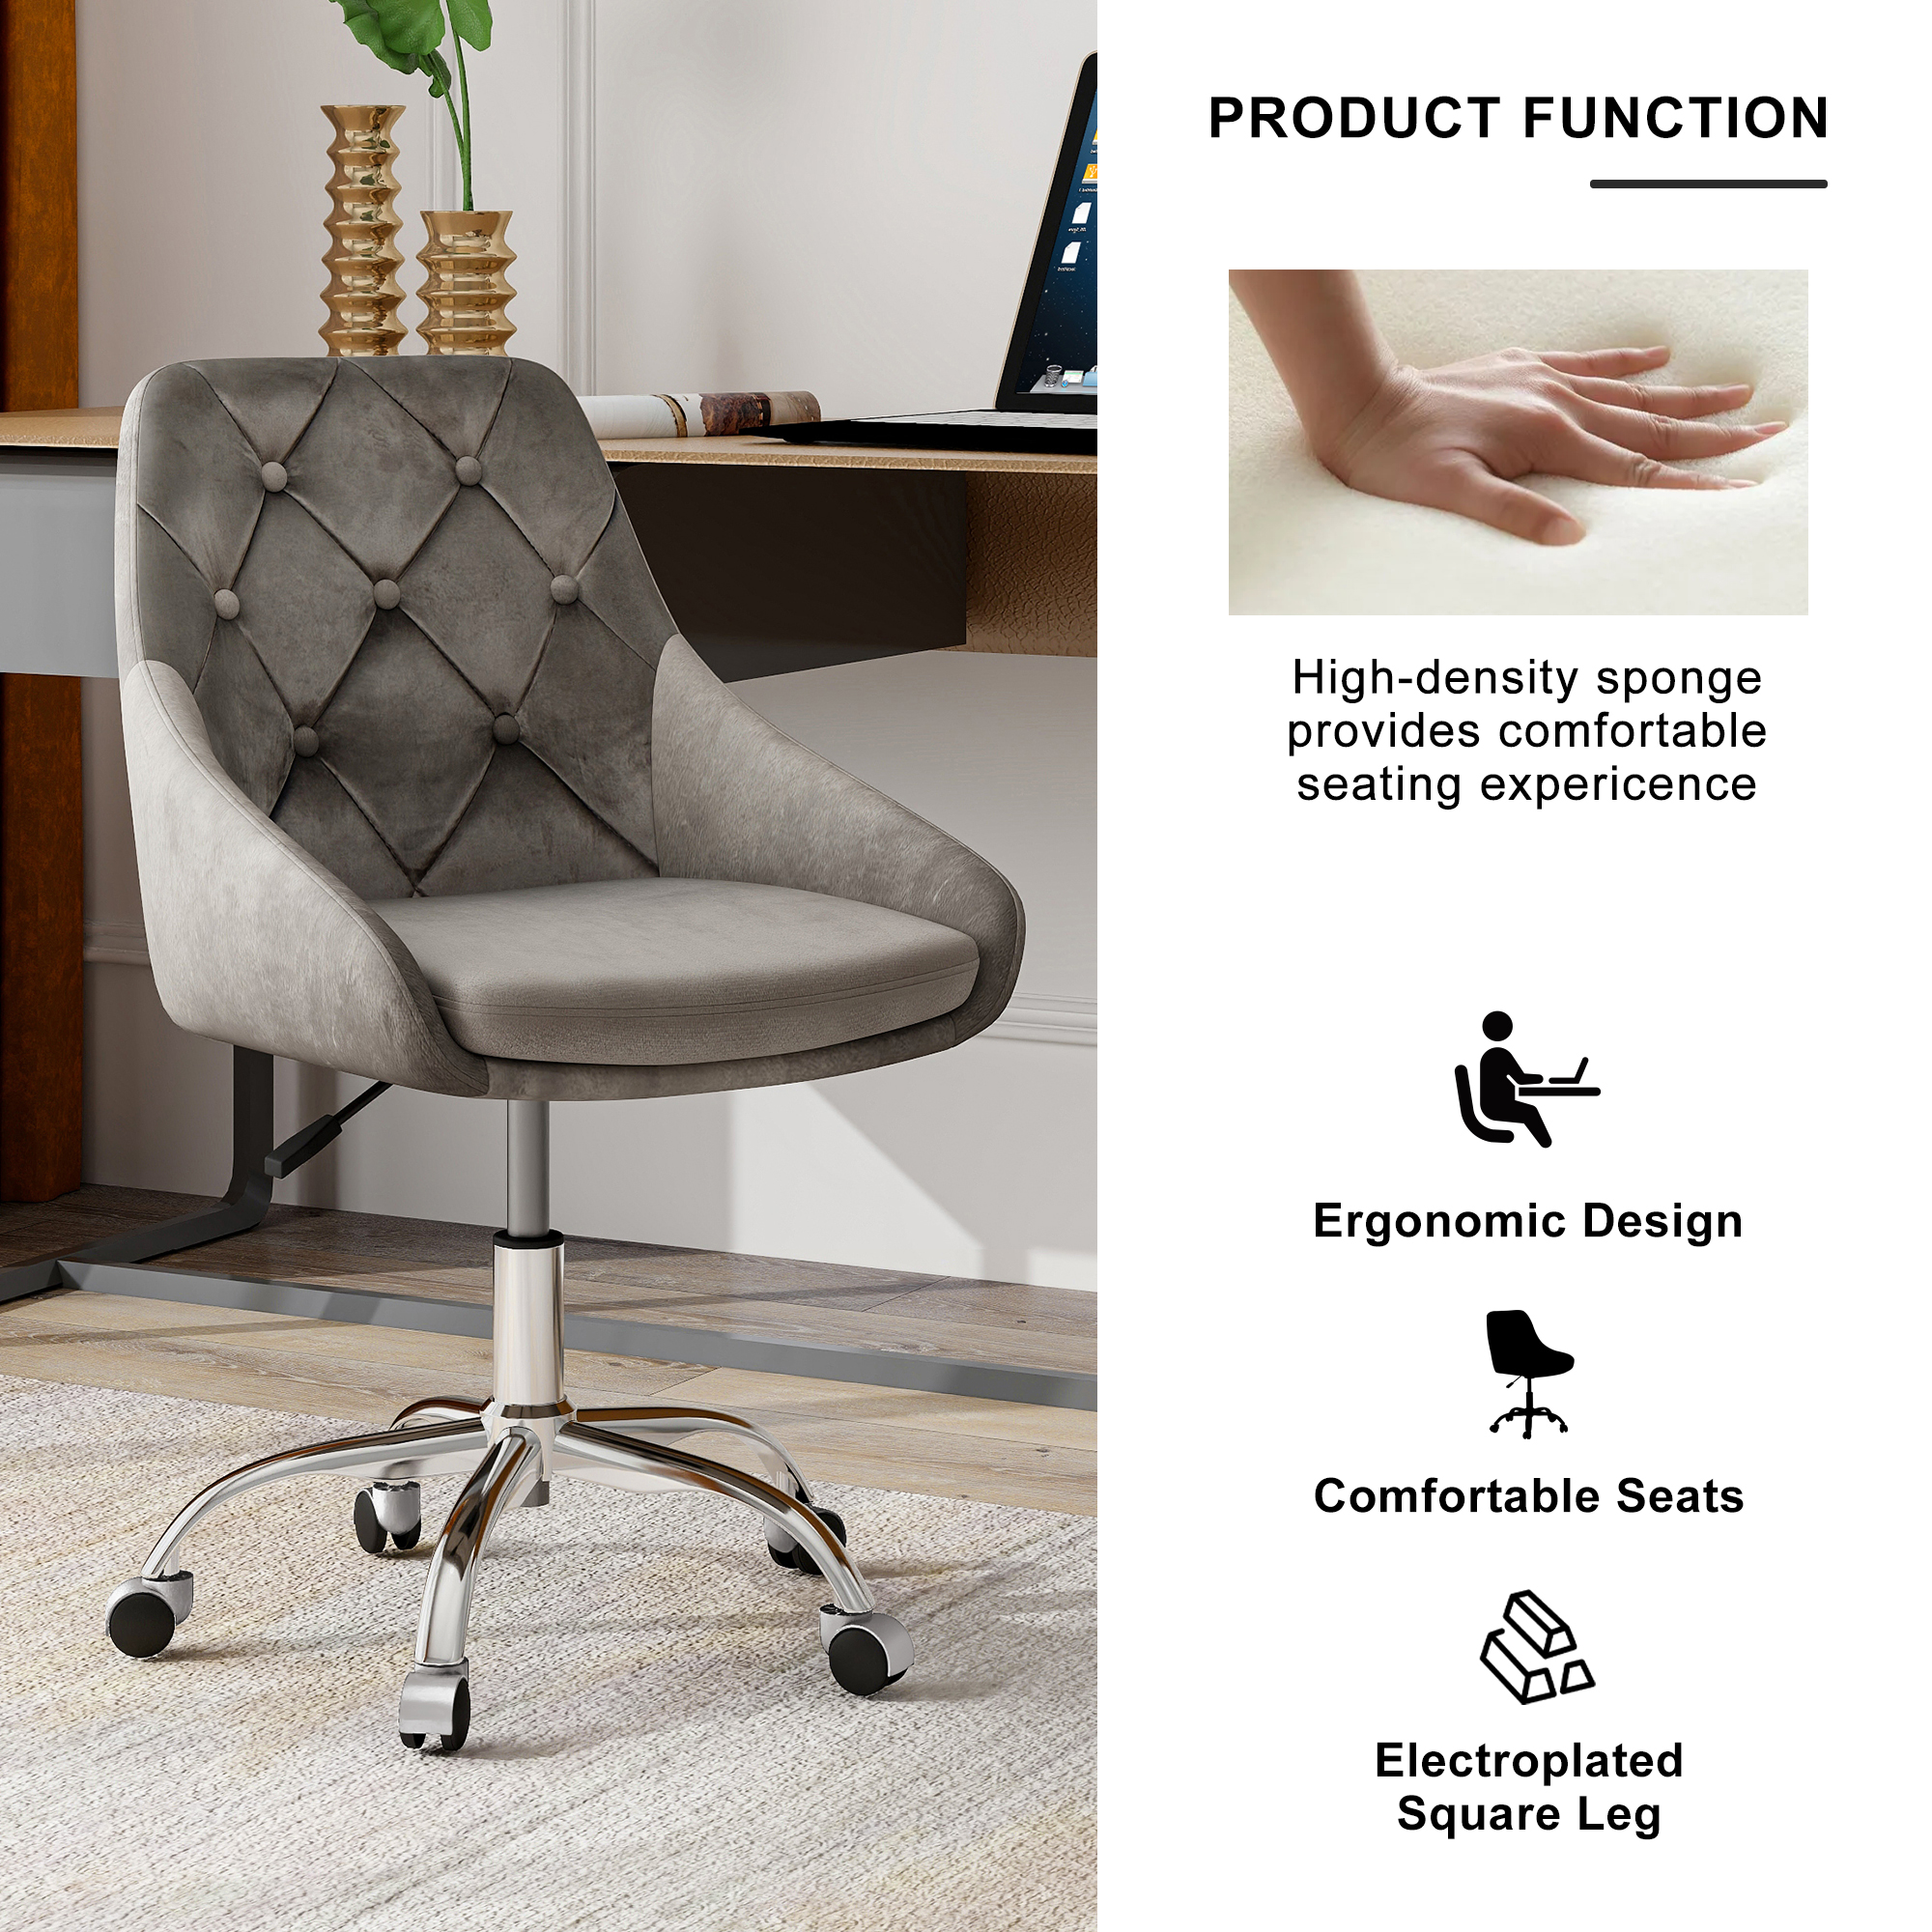 PRODUCT FUNCTION
High-density sponge
provides comfortable
seating expericence
Ergonomic Design
Comfortable Seats
Electroplated
Square Leg